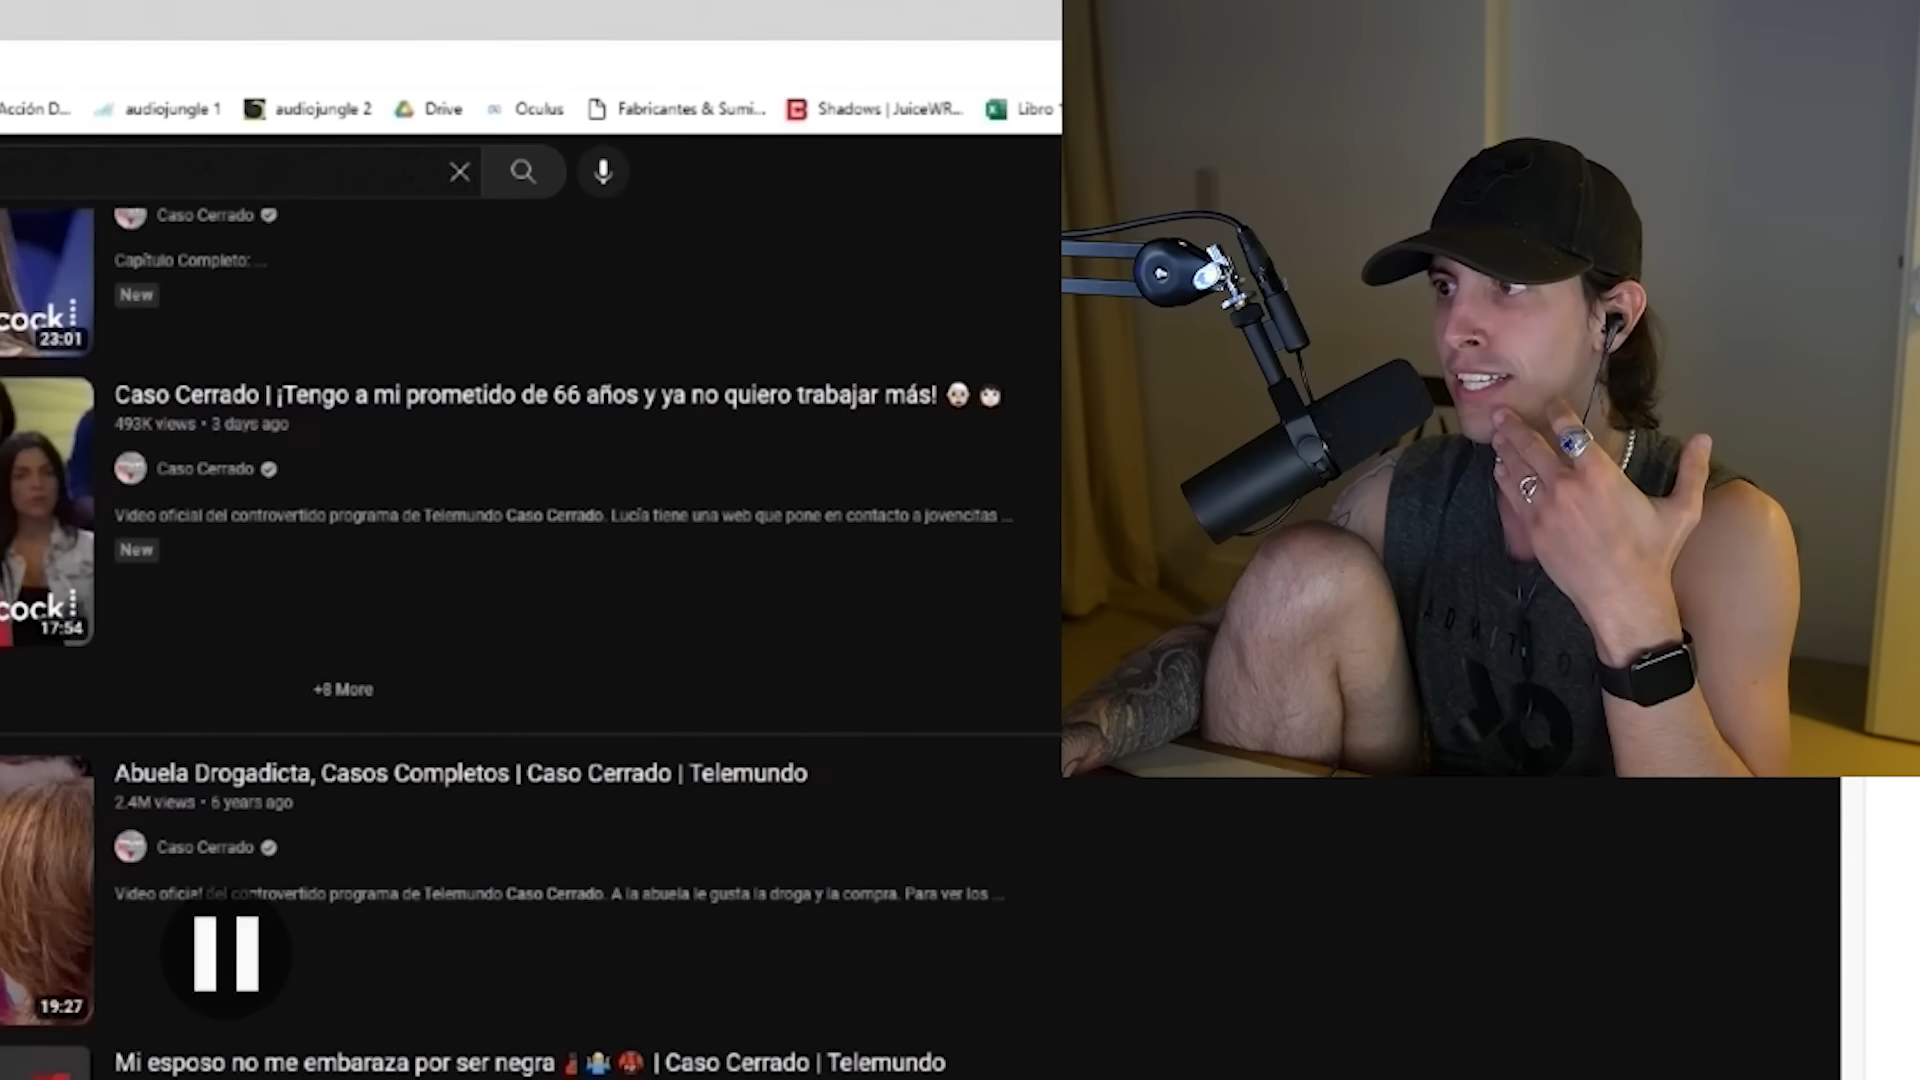 Acción D...
audiojungle 1
audiojungle 2
Drive
Oculus
Fabricantes & Sumi...
Shadows | JuiceWR...
Libro
Caso Cerrado
Capítulo Completo: ...
New
cock
23:01
Caso Cerrado | ¡Tengo a mi prometido de 66 años y ya no quiero trabajar más! 👴🏻 👦🏻
493K views • 3 days ago
Caso Cerrado
Video oficial del controvertido programa de Telemundo Caso Cerrado. Lucía tiene una web que pone en contacto a jovencitas ...
New
cock
17:54
+8 More
Abuela Drogadicta, Casos Completos | Caso Cerrado | Telemundo
2.4M views • 6 years ago
Caso Cerrado
Video oficial del controvertido programa de Telemundo Caso Cerrado. A la abuela le gusta la droga y la compra. Para ver los ...
19:27
Mi esposo no me embaraza por ser negra | Caso Cerrado | Telemundo